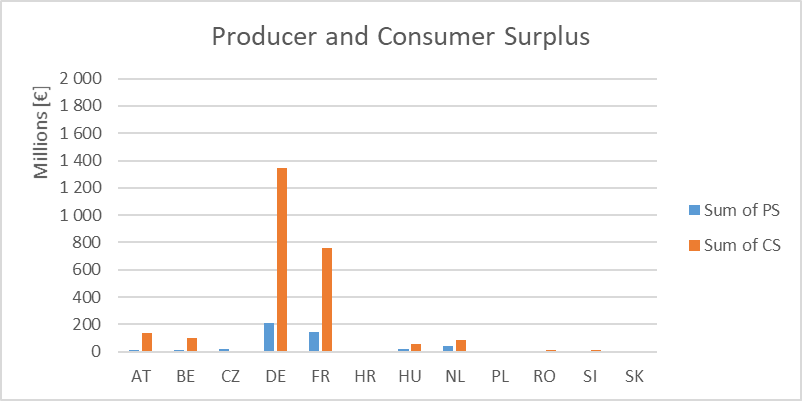 Producer and Consumer Surplus
Millions [€]
2 000
1 800
1 600
1 400
1 200
1 000
800
600
400
200
0
AT BE CZ DE FR HR HU NL PL RO SI SK
Sum of PS
Sum of CS